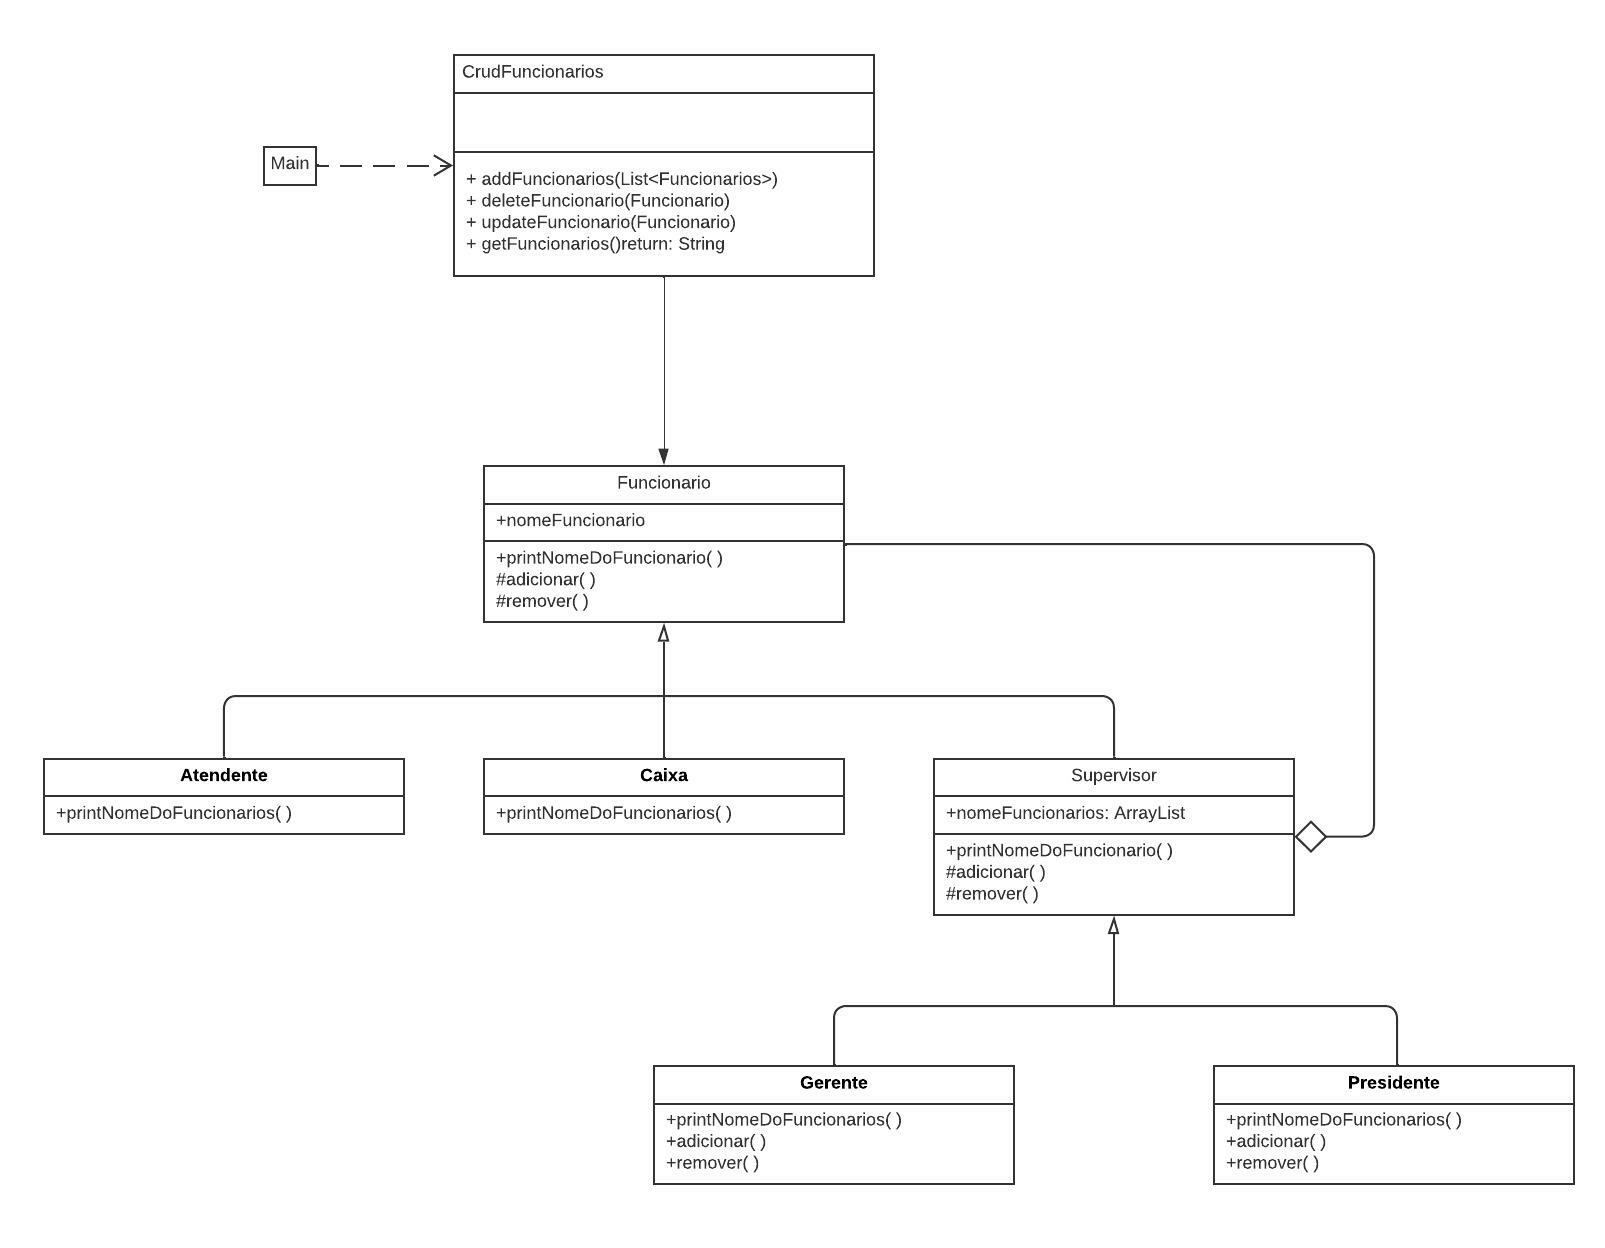 CrudFuncionarios
Main
+ addFuncionarios(List<Funcionarios>)
+ deleteFuncionario(Funcionario)
+ updateFuncionario(Funcionario)
+ getFuncionarios()return: String
Funcionario
+nomeFuncionario
+printNomeDoFuncionario( )
#adicionar( )
#remover( )
Atendente
+printNomeDoFuncionarios( )
Caixa
+printNomeDoFuncionarios( )
Supervisor
+nomeFuncionarios: ArrayList
+printNomeDoFuncionario( )
#adicionar( )
#remover( )
Gerente
+printNomeDoFuncionarios( )
+adicionar( )
+remover( )
Presidente
+printNomeDoFuncionarios( )
+adicionar( )
+remover( )